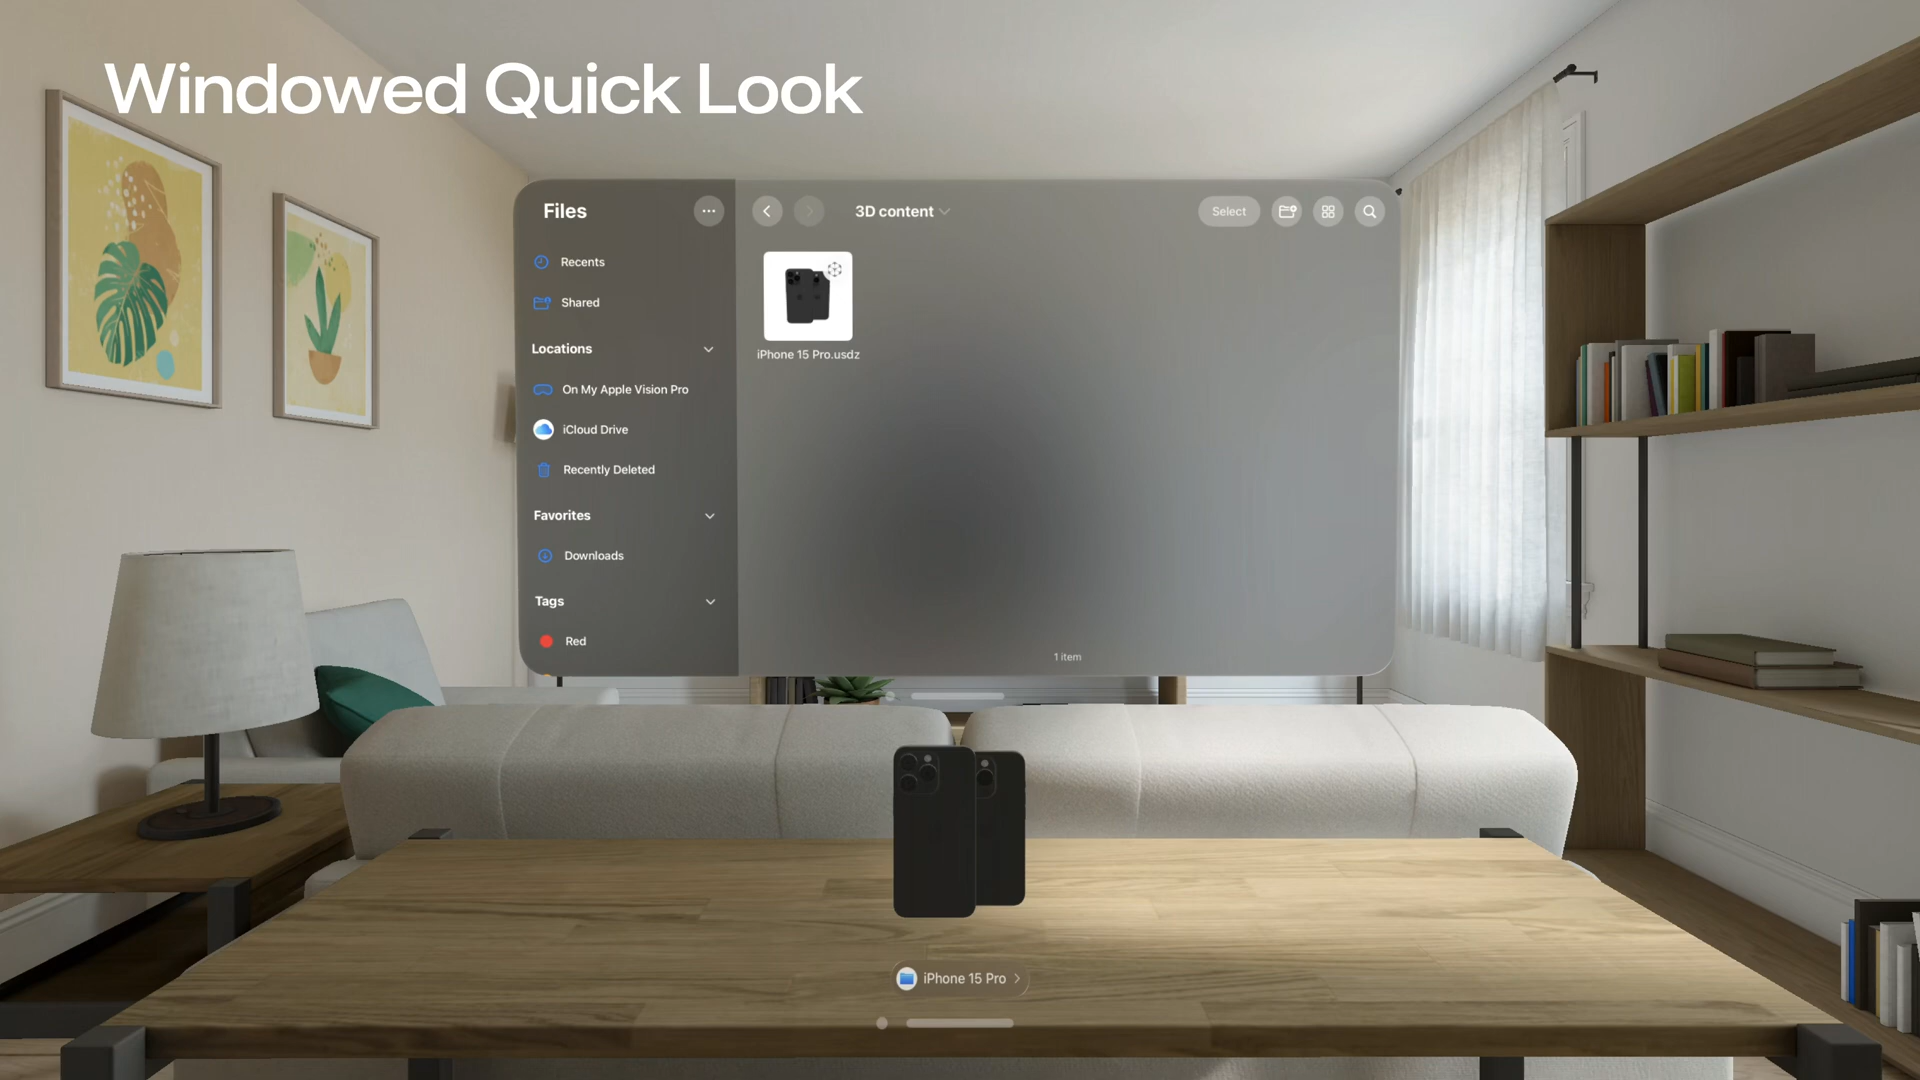 Windowed Quick Look
Files
3D content
Select
Recents
Shared
Locations
On My Apple Vision Pro
iCloud Drive
Recently Deleted
Favorites
Downloads
Tags
Red
iPhone 15 Pro.usdz
1 item
iPhone 15 Pro